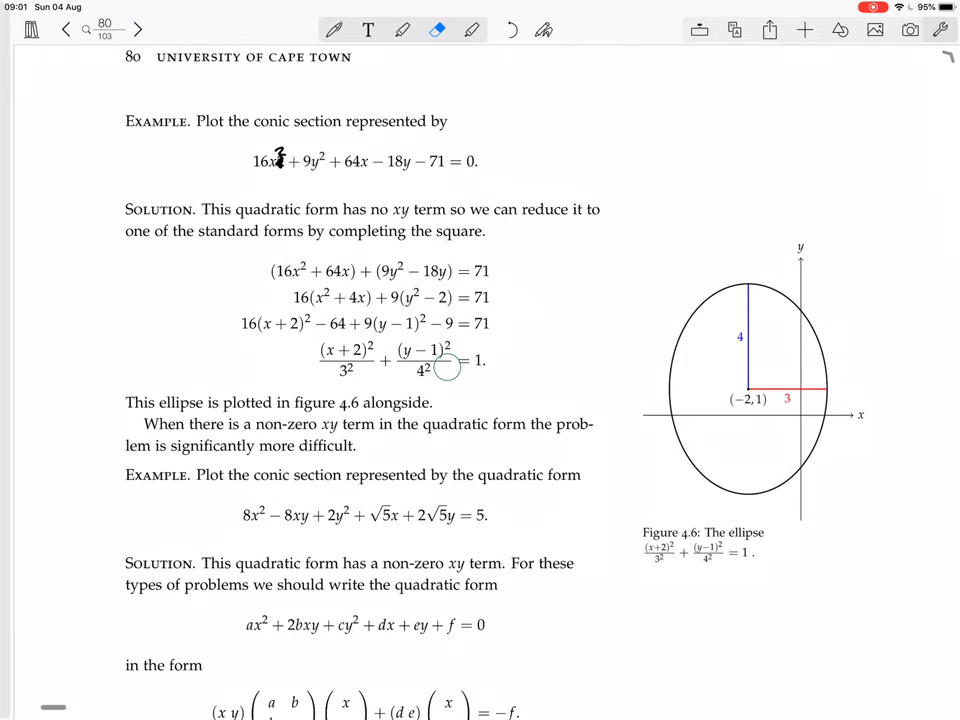 09:01 Sun 04 Aug
95%
80
103
T
80 UNIVERSITY OF CAPE TOWN
EXAMPLE. Plot the conic section represented by
16x² + 9y² + 64x − 18y − 71 = 0.
SOLUTION. This quadratic form has no xy term so we can reduce it to
one of the standard forms by completing the square.
(16x² + 64x) + (9y² − 18y) = 71
16(x² + 4x) + 9(y² − 2) = 71
16(x + 2)² − 64 + 9(y − 1)² − 9 = 71
(x + 2)²/3² + (y − 1)²/4² = 1.
This ellipse is plotted in figure 4.6 alongside.
When there is a non-zero xy term in the quadratic form the prob-
lem is significantly more difficult.
EXAMPLE. Plot the conic section represented by the quadratic form
8x² − 8xy + 2y² + √5x + 2√5y = 5.
SOLUTION. This quadratic form has a non-zero xy term. For these
types of problems we should write the quadratic form
ax² + 2bxy + cy² + dx + ey + f = 0
in the form
(x y) ( a b ) ( x ) + (d e) ( x ) = −f.
y
4
(−2, 1) 3
x
Figure 4.6: The ellipse
(x+2)²/3² + (y−1)²/4² = 1 .